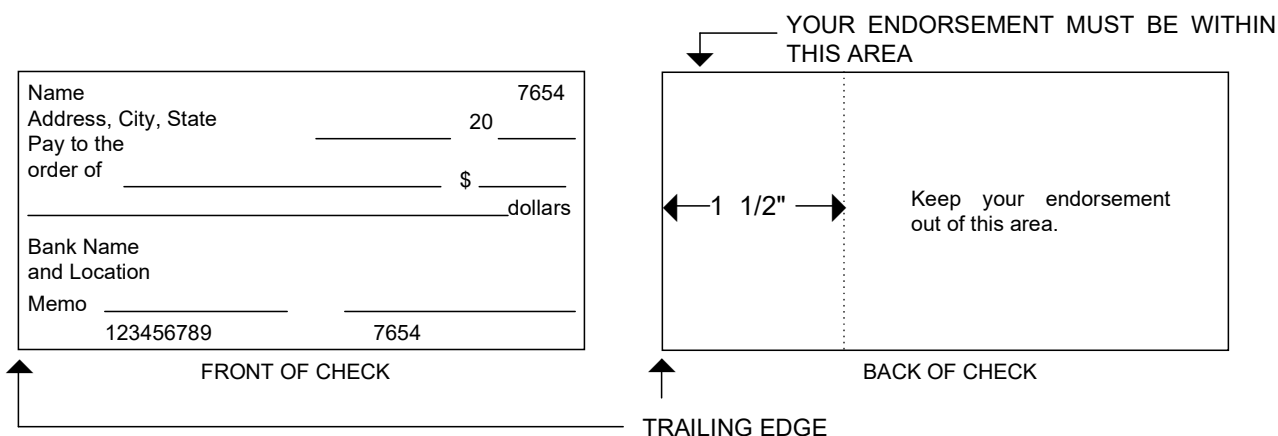 YOUR ENDORSEMENT MUST BE WITHIN
THIS AREA
Name 7654
Address, City, State
20
Pay to the
order of $
dollars
Bank Name
and Location
Memo
123456789 7654
FRONT OF CHECK
1 1/2"
Keep your endorsement
out of this area.
BACK OF CHECK
TRAILING EDGE